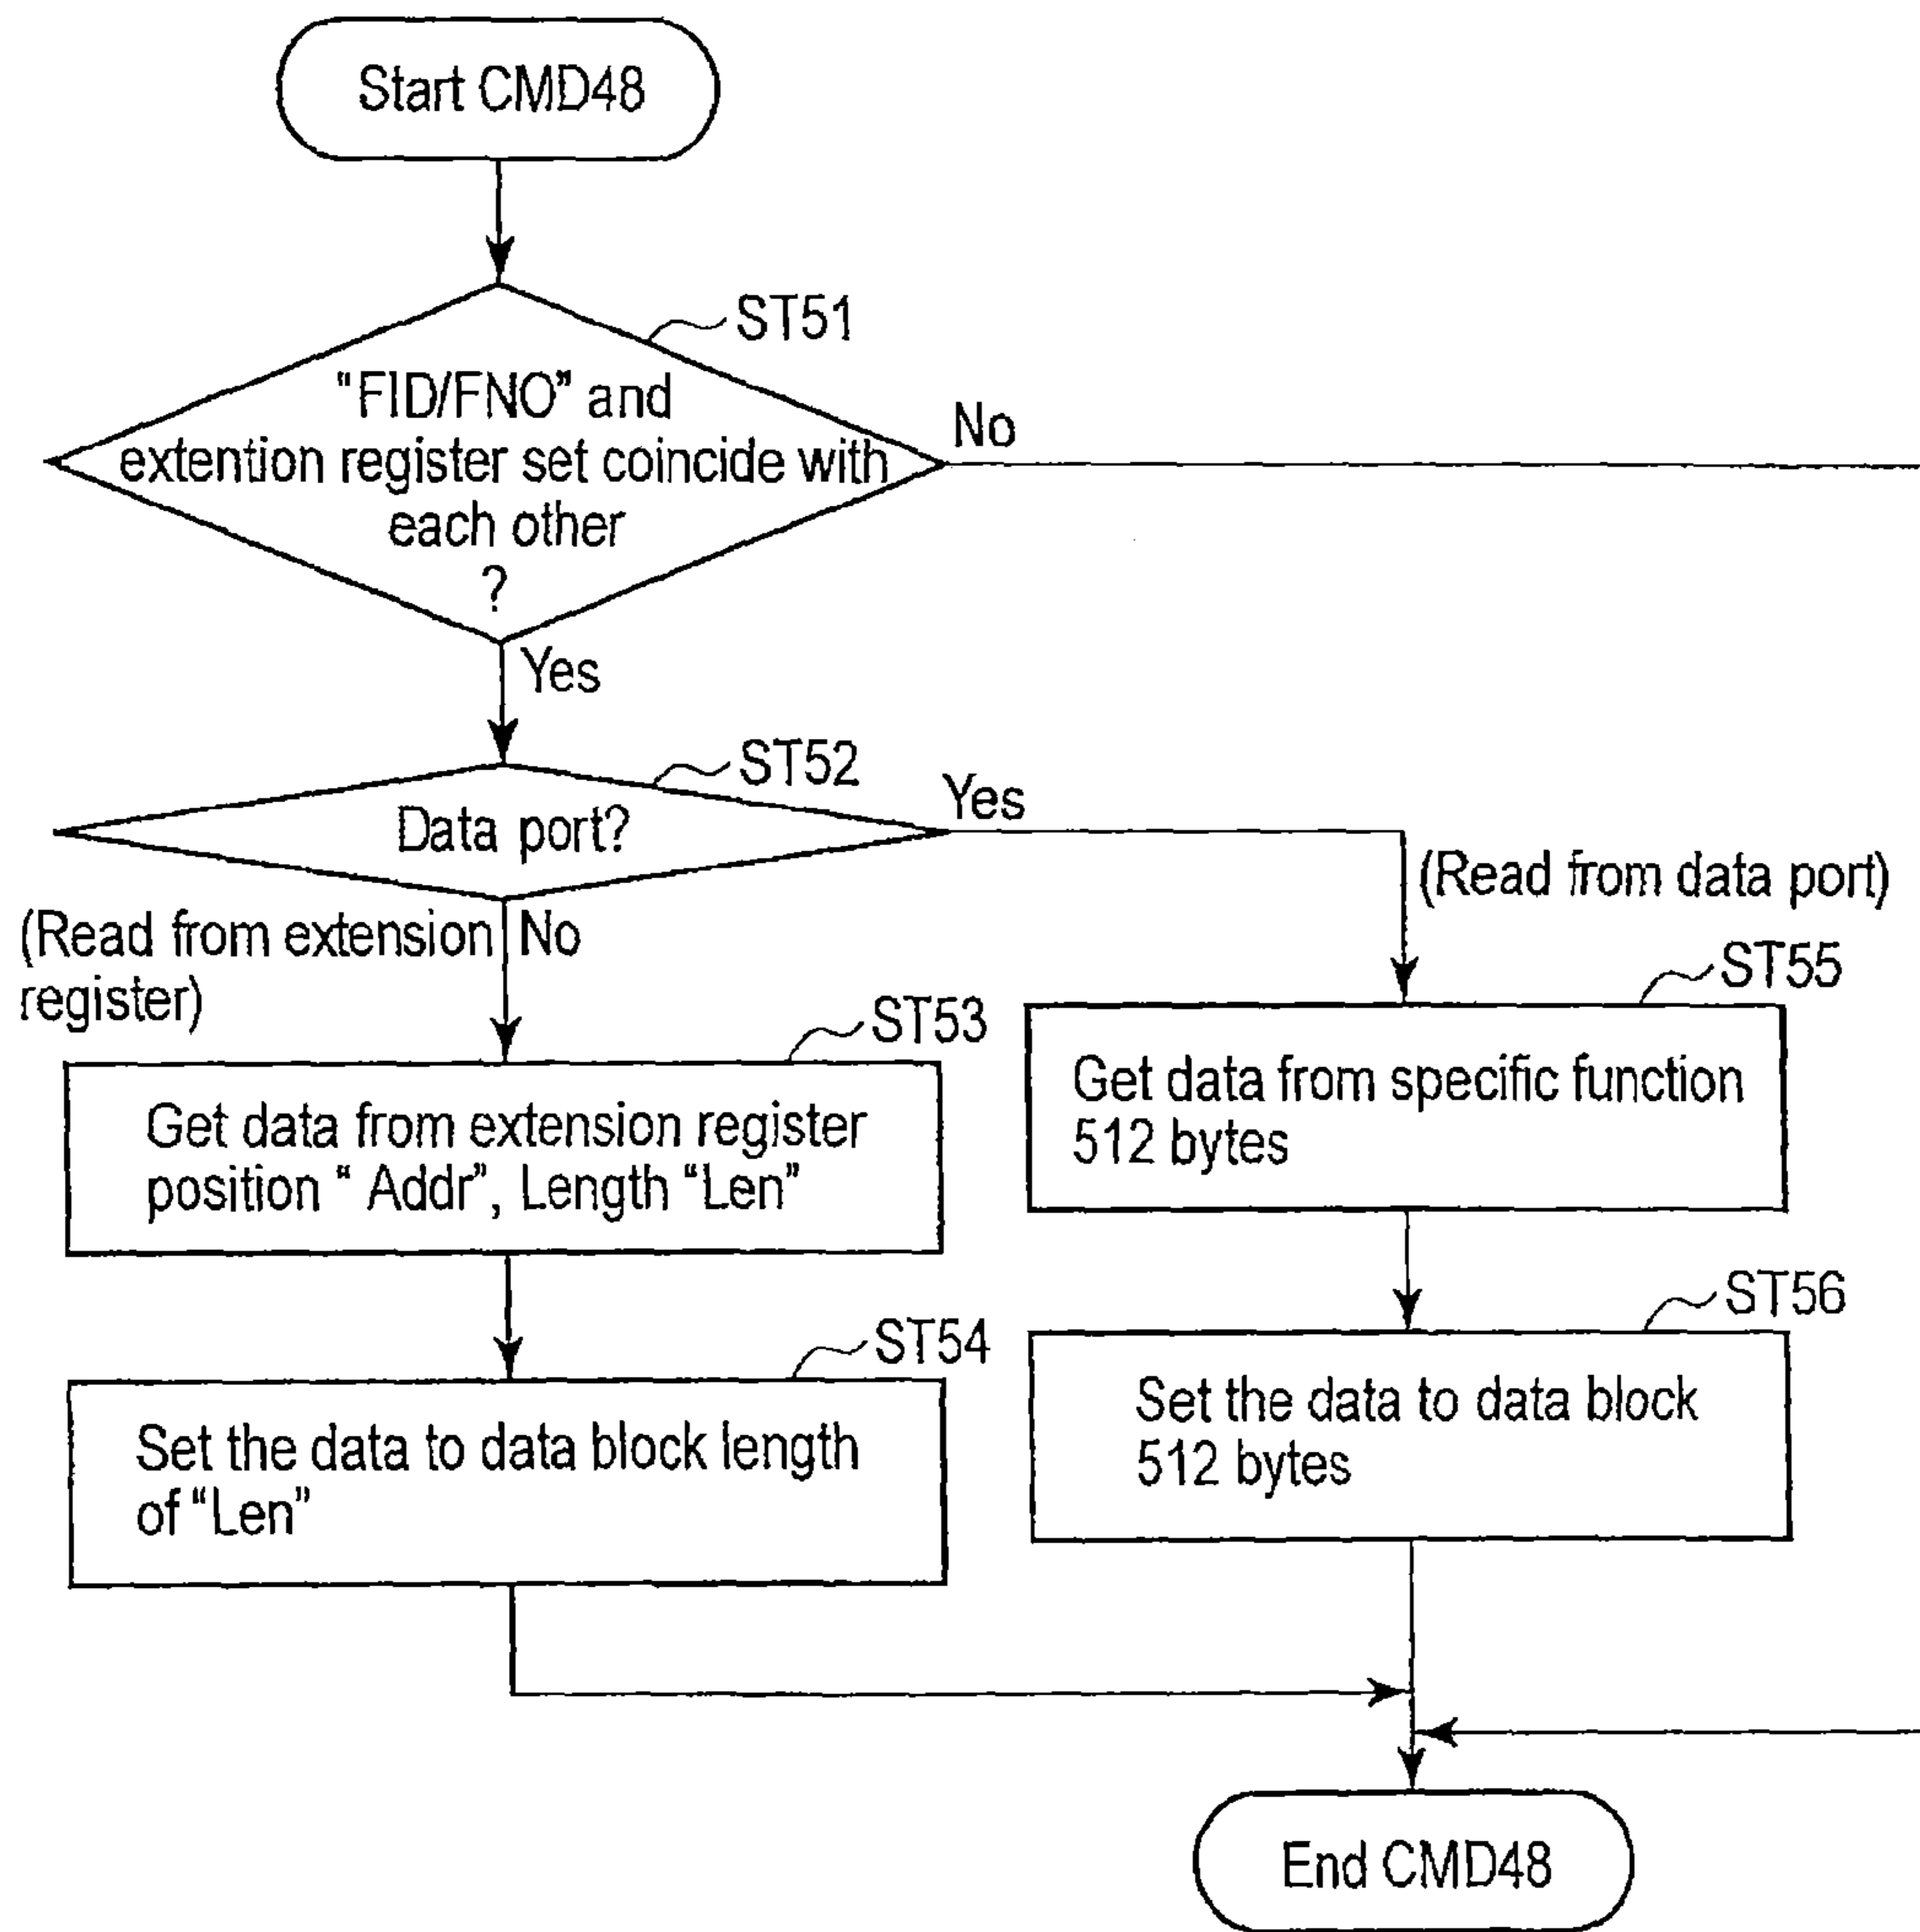 Start CMD48
ST51
"FID/FNO" and
extention register set coincide with
each other
?
No
Yes
ST52
Data port?
Yes
(Read from data port)
(Read from extension
register)
No
ST53
Get data from extension register
position " Addr", Length "Len"
ST55
Get data from specific function
512 bytes
ST54
Set the data to data block length
of "Len"
ST56
Set the data to data block
512 bytes
End CMD48